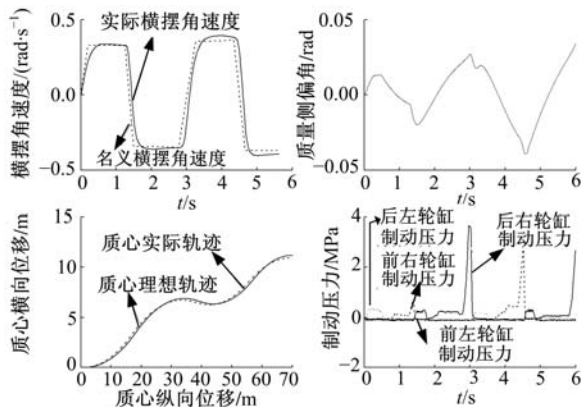 横摆角速度/(rad·s⁻¹)
0.5
0.0
−0.5
0 1 2 3 4 5 6
t/s
实际横摆角速度
名义横摆角速度
质量侧偏角/rad
0.05
0.00
−0.05
0 1 2 3 4 5 6
t/s
质心横向位移/m
15
10
5
0
0 10 20 30 40 50 60 70
质心纵向位移/m
质心实际轨迹
质心理想轨迹
制动压力/MPa
4
2
0
−2
0 1 2 3 4 5 6
t/s
后左轮缸
制动压力
后右轮缸
制动压力
前右轮缸
制动压力
前左轮缸
制动压力